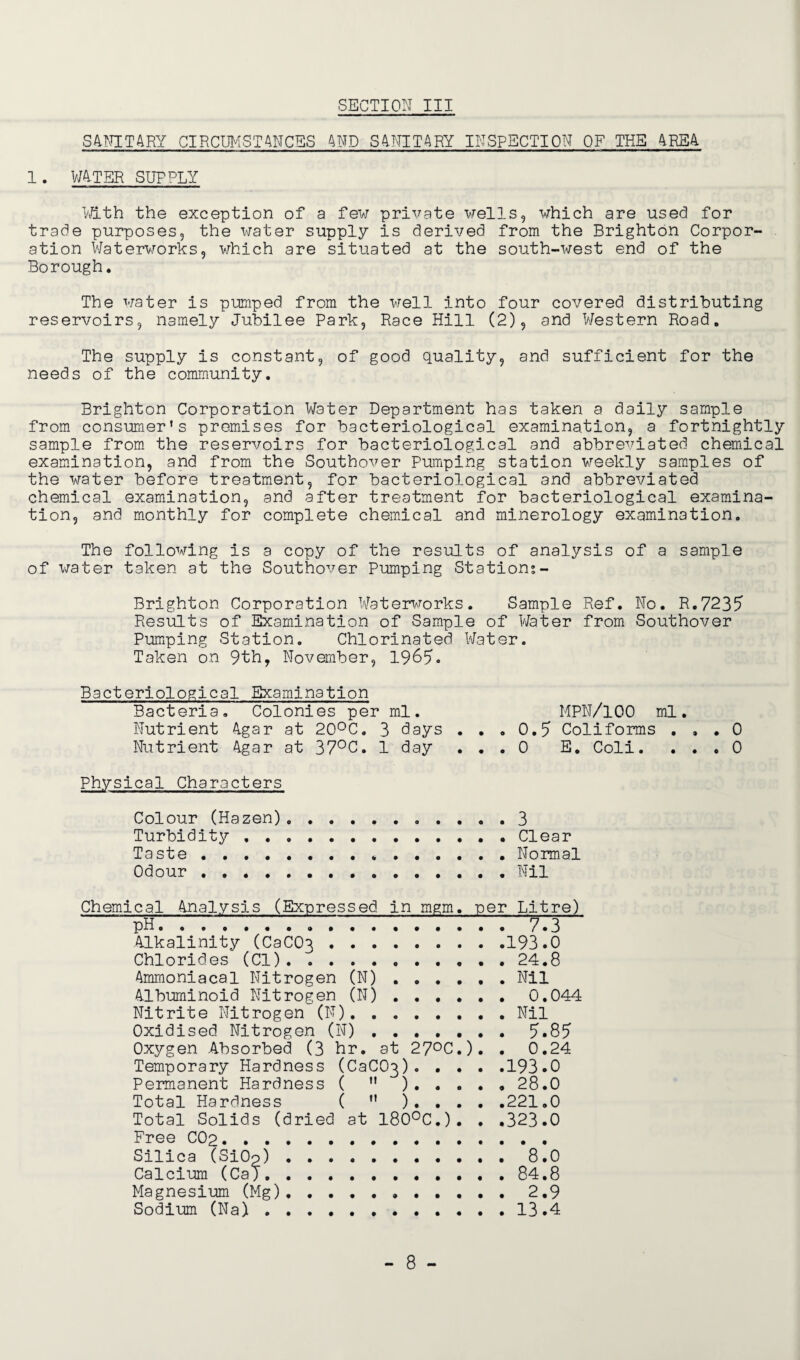 SECTION III
SANITARY CIRCUMSTANCES AND SANITARY INSPECTION OF THE AREA
1. WATER SUPPLY
With the exception of a few private wells, which are used for
trade purposes, the water supply is derived from the Brighton Corpor-
ation Waterworks, which are situated at the south-west end of the
Borough.
The water is pumped from the well into four covered distributing
reservoirs, namely Jubilee Park, Race Hill (2), and Western Road.
The supply is constant, of good quality, and sufficient for the
needs of the community.
Brighton Corporation Water Department has taken a daily sample
from consumer's premises for bacteriological examination, a fortnightly
sample from the reservoirs for bacteriological and abbreviated chemical
examination, and from the Southover Pumping station weekly samples of
the water before treatment, for bacteriological and abbreviated
chemical examination, and after treatment for bacteriological examina-
tion, and monthly for complete chemical and minerology examination.
The following is a copy of the results of analysis of a sample
of water taken at the Southover Pumping Station:-
Brighton Corporation Waterworks. Sample Ref. No. R.7235
Results of Examination of Sample of Water from Southover
Pumping Station. Chlorinated Water.
Taken on 9th, November, 1965.
Bacteriological Examination
Bacteria. Colonies per ml. MPN/100 ml.
Nutrient Agar at 20°C. 3 days . . . 0.5 Coliforms . . . 0
Nutrient Agar at 37°C. 1 day . . . 0 E. Coli. . . . 0
Physical Characters
Colour (Hazen). . . . . . . . . . . 3
Turbidity . . . . . . . . . . . . . Clear
Taste . . . . . . . . . . . . . . . Normal
Odour . . . . . . . . . . . . . . . Nil
Chemical Analysis (Expressed in mgm. per Litre)
pH. . . . . . . . . . . . . . . . . 7.3
Alkalinity (CaCO3 . . . . . . . . .193.0
Chlorides (Cl). . . . . . . . . . . 24.8
Ammoniacal Nitrogen (N) . . . . . . Nil
Albuminoid Nitrogen (N) . . . . . . 0.044
Nitrite Nitrogen (N). . . . . . . . Nil
Oxidised Nitrogen (N) . . . . . . . 5.85
Oxygen Absorbed (3 hr. at 27°C.). . 0.24
Temporary Hardness (CaCO3). . . . .193.0
Permanent Hardness ( " ). . . . . 28.0
Total Hardness ( " ). . . . .221.0
Total Solids (dried at 180°C.). . .323.0
Free CO2. . . . . . . . . . . . . . . .
Silica (SiO2) . . . . . . . . . . . 8.0
Calcium (Ca). . . . . . . . . . . . 84.8
Magnesium (Mg). . . . . . . . . . . 2.9
Sodium (Na) . . . . . . . . . . . . 13.4
- 8 -